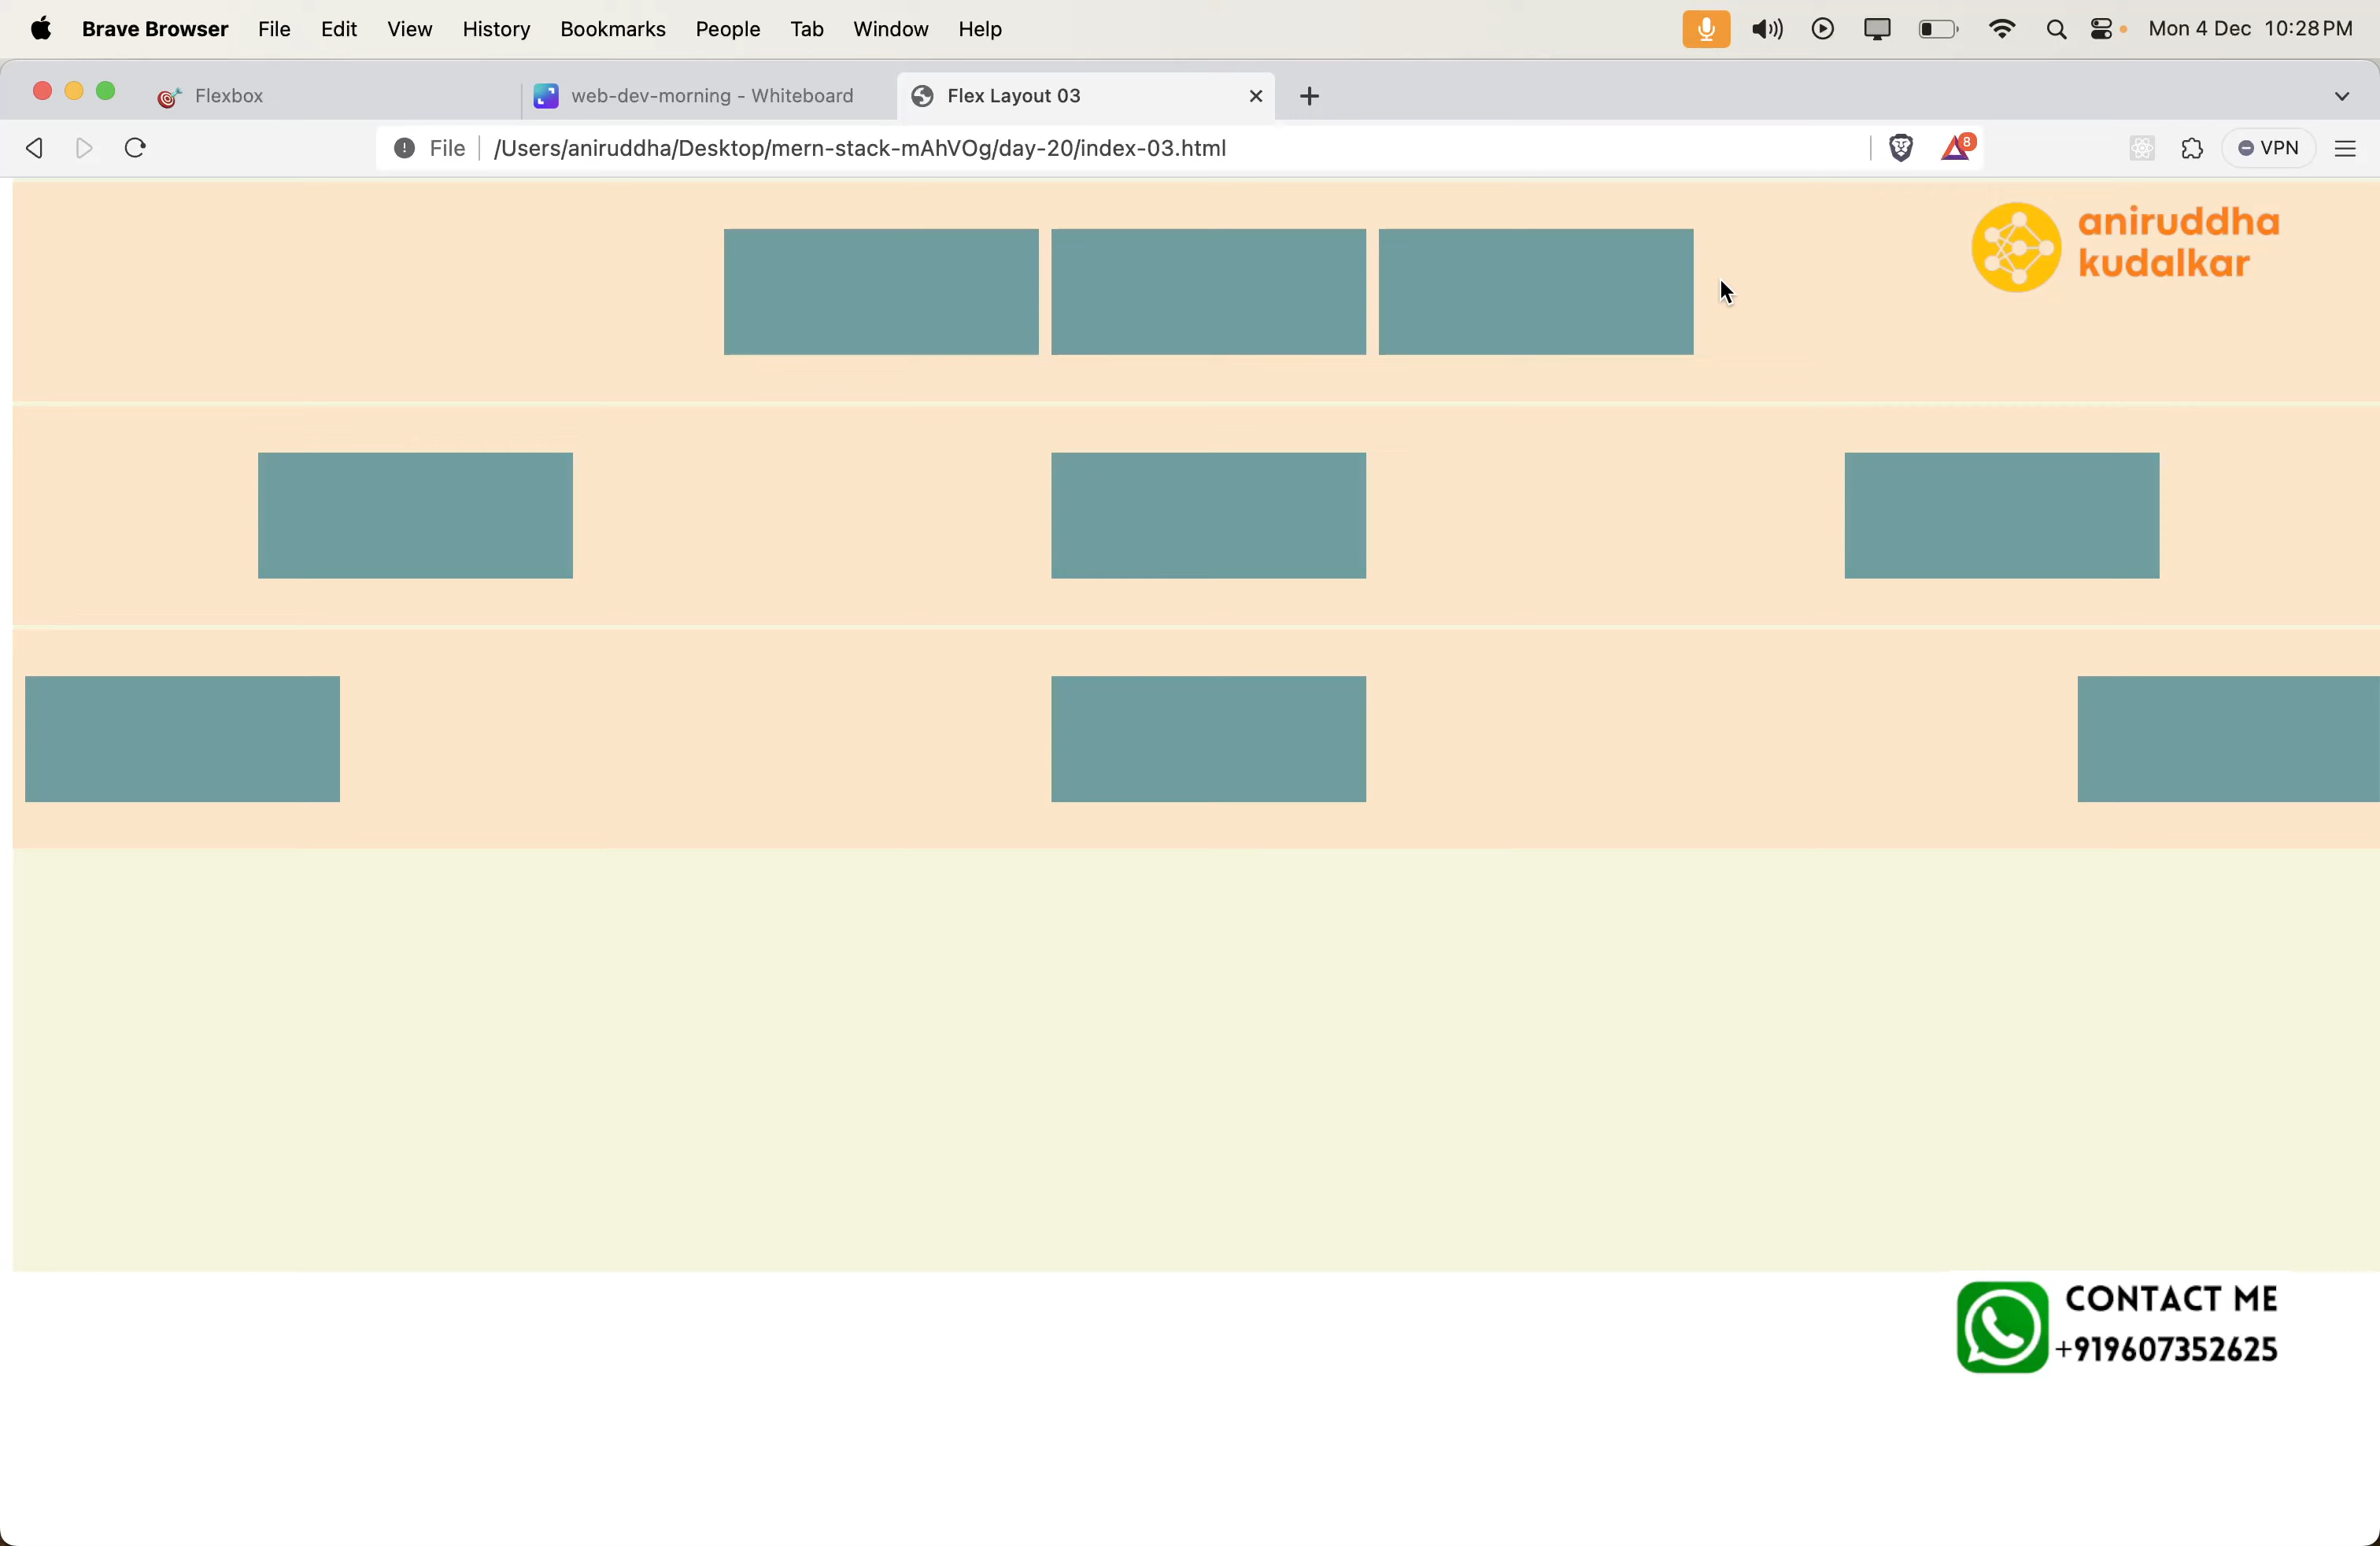 Brave Browser File Edit View History Bookmarks People Tab Window Help Mon 4 Dec 10:28 PM
Flexbox web-dev-morning - Whiteboard Flex Layout 03
File /Users/aniruddha/Desktop/mern-stack-mAhVOg/day-20/index-03.html 8 VPN
aniruddha
kudalkar
CONTACT ME
+919607352625